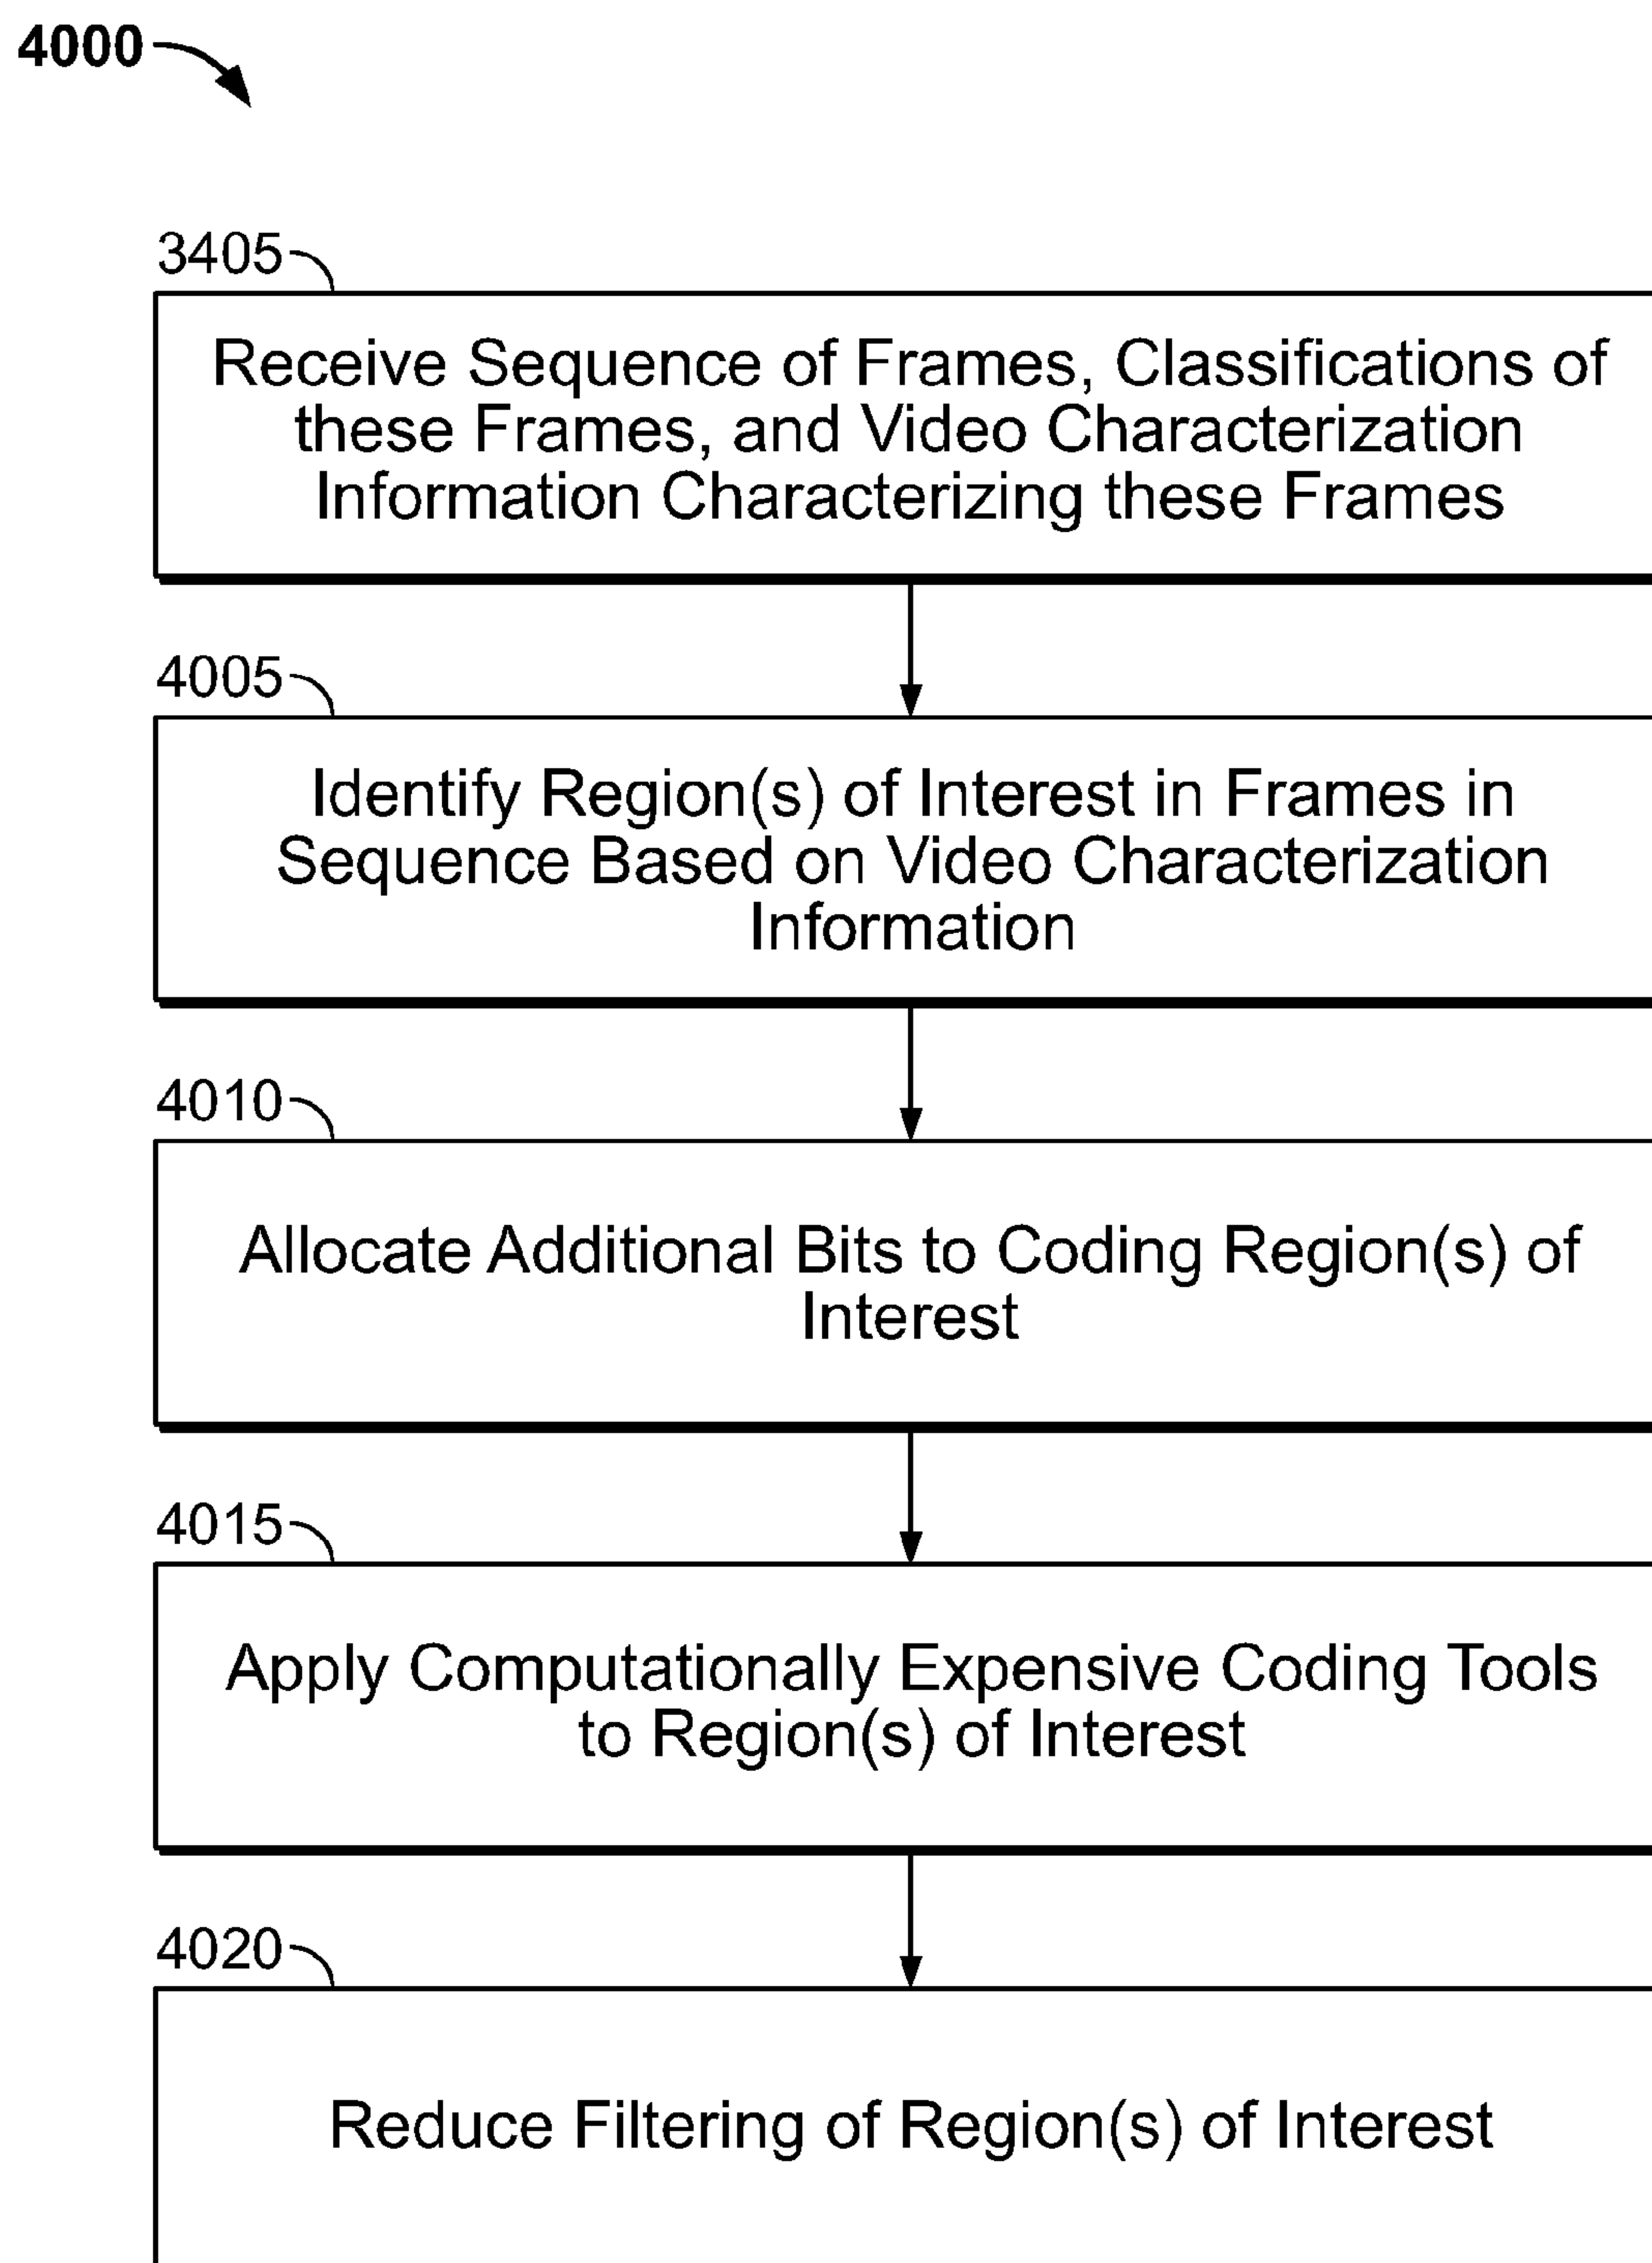 4000
3405
Receive Sequence of Frames, Classifications of
these Frames, and Video Characterization
Information Characterizing these Frames
4005
Identify Region(s) of Interest in Frames in
Sequence Based on Video Characterization
Information
4010
Allocate Additional Bits to Coding Region(s) of
Interest
4015
Apply Computationally Expensive Coding Tools
to Region(s) of Interest
4020
Reduce Filtering of Region(s) of Interest